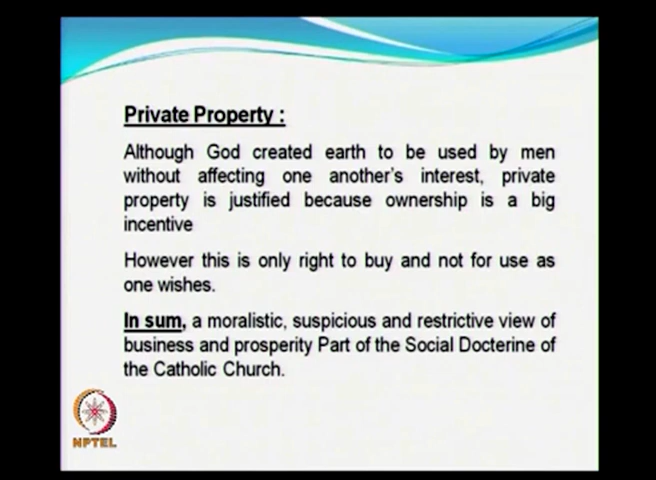 Private Property :
Although God created earth to be used by men
without affecting one another's interest, private
property is justified because ownership is a big
incentive
However this is only right to buy and not for use as
one wishes.
In sum, a moralistic, suspicious and restrictive view of
business and prosperity Part of the Social Docterine of
the Catholic Church.
NPTEL